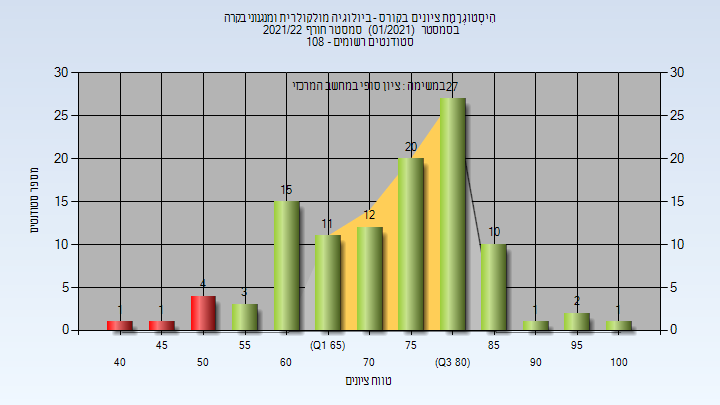 הִיסְטוֹגְרַמַת ציונים בקורס - ביולוגיה מולקולרית ומנגנוני בקרה
בסמסטר (01/2021) סמסטר חורף 2021/22
סטודנטים רשומים - 108
במשימה : ציון סופי במחשב המרכזי
30 30
25 25
20 20
15 15
10 10
5 5
0 0
1 1 4 3 15 11 12 20 27 10 1 2 1
מספר סטודנטים
45 55 (Q1 65) 75 85 95
40 50 60 70 (Q3 80) 90 100
טווח ציונים